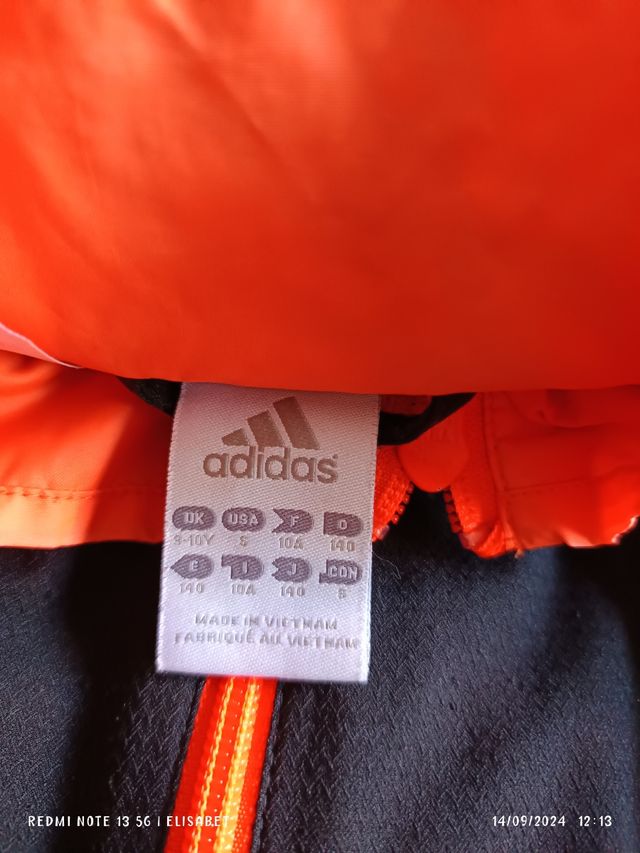 adidas
UK USA F D
9-10Y S 10A 140
E I J CDN
140 10A 140 S
MADE IN VIETNAM
FABRIQUÉ AU VIETNAM
REDMI NOTE 13 5G | ELISABET
14/09/2024 12:13